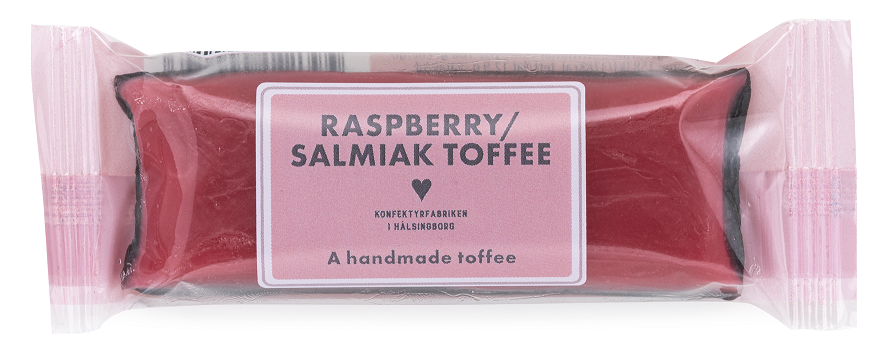 RASPBERRY/
SALMIAK TOFFEE
KONFEKTYRFABRIKEN
I HÄLSINGBORG
A handmade toffee